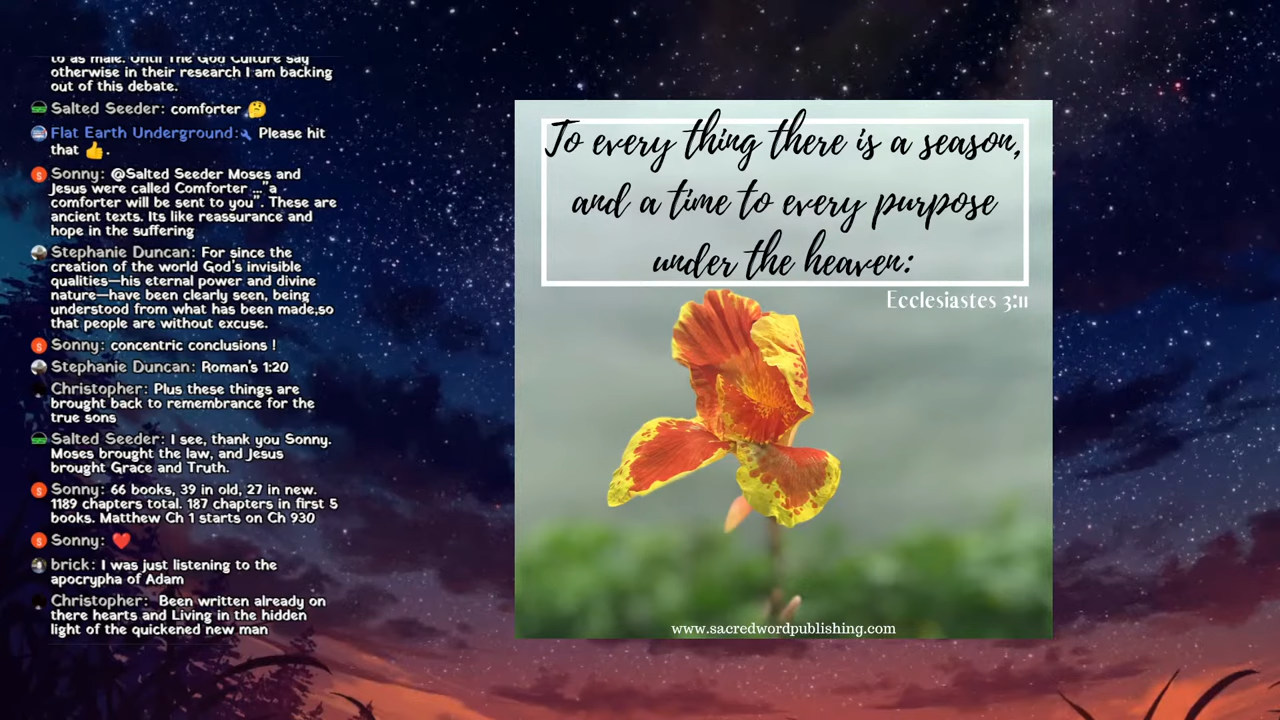 to as male. Until The God Culture say
otherwise in their research I am backing
out of this debate.
Salted Seeder: comforter 🤔
Flat Earth Underground:🔧 Please hit
that 👍.
Sonny: @Salted Seeder Moses and
Jesus were called Comfortter ..."a
comforter will be sent to you". These are
ancient texts. Its like reassurance and
hope in the suffering
Stephanie Duncan: For since the
creation of the world God's invisible
qualities—his eternal power and divine
nature—have been clearly seen, being
understood from what has been made,so
that people are without excuse.
Sonny: concentric conclusions !
Stephanie Duncan: Roman's 1:20
Christopher: Plus these things are
brought back to remembrance for the
true sons
Salted Seeder: I see, thank you Sonny.
Moses brought the law, and Jesus
brought Grace and Truth.
Sonny: 66 books, 39 in old, 27 in new.
1189 chapters total. 187 chapters in first 5
books. Matthew Ch 1 starts on Ch 930
Sonny: ❤️
brick: I was just listening to the
apocrypha of Adam
Christopher: Been written already on
there hearts and Living in the hidden
light of the quickened new man
To every thing there is a season,
and a time to every purpose
under the heaven:
Ecclesiastes 3:11
www.sacredwordpublishing.com